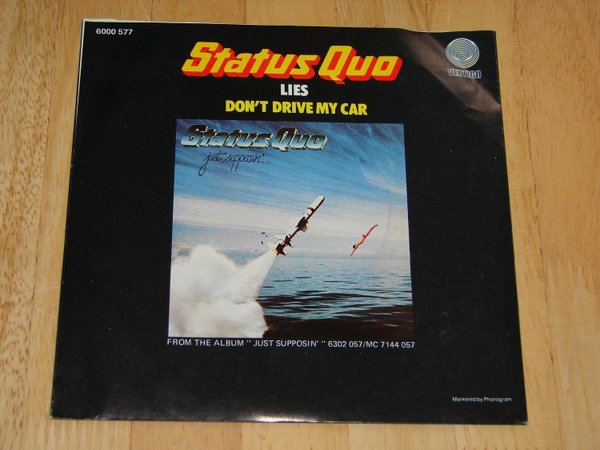 6000 577
Status Quo
VERTIGO
LIES
DON'T DRIVE MY CAR
Status Quo
just supposin'...
FROM THE ALBUM "JUST SUPPOSIN'" 6302 057/MC 7144 057
Marketed by Phonogram